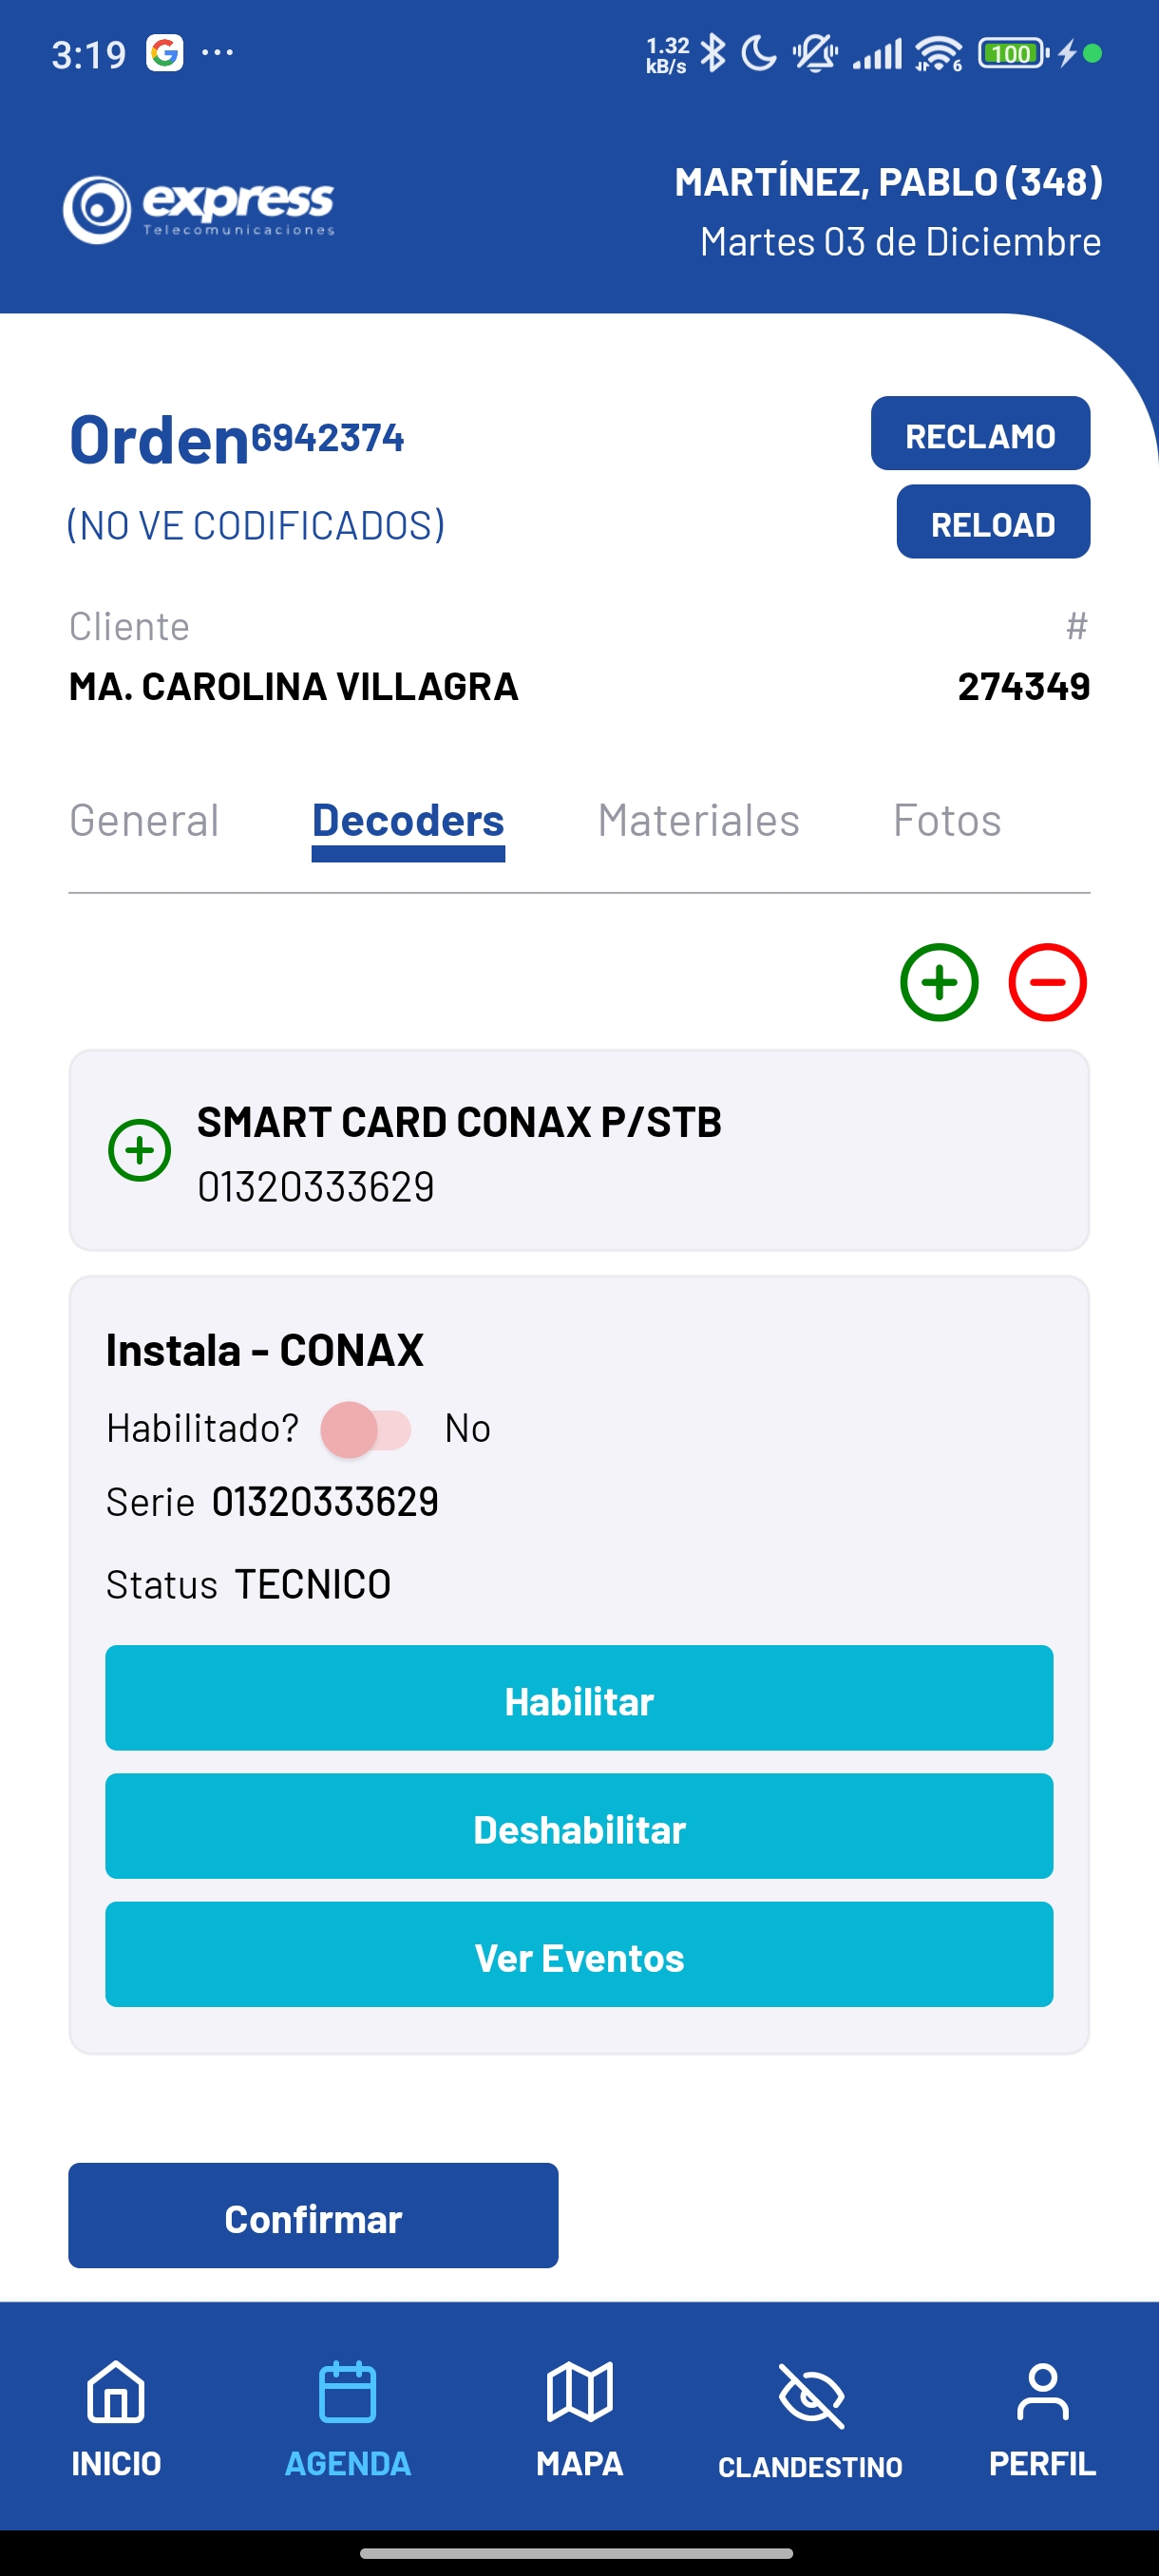 3:19 ... 1.32 kB/s 6 100
express
Telecomunicaciones
MARTÍNEZ, PABLO (348)
Martes 03 de Diciembre
Orden6942374
RECLAMO
(NO VE CODIFICADOS)
RELOAD
Cliente #
MA. CAROLINA VILLAGRA 274349
General Decoders Materiales Fotos
SMART CARD CONAX P/STB
01320333629
Instala - CONAX
Habilitado? No
Serie 01320333629
Status TECNICO
Habilitar
Deshabilitar
Ver Eventos
Confirmar
INICIO AGENDA MAPA CLANDESTINO PERFIL